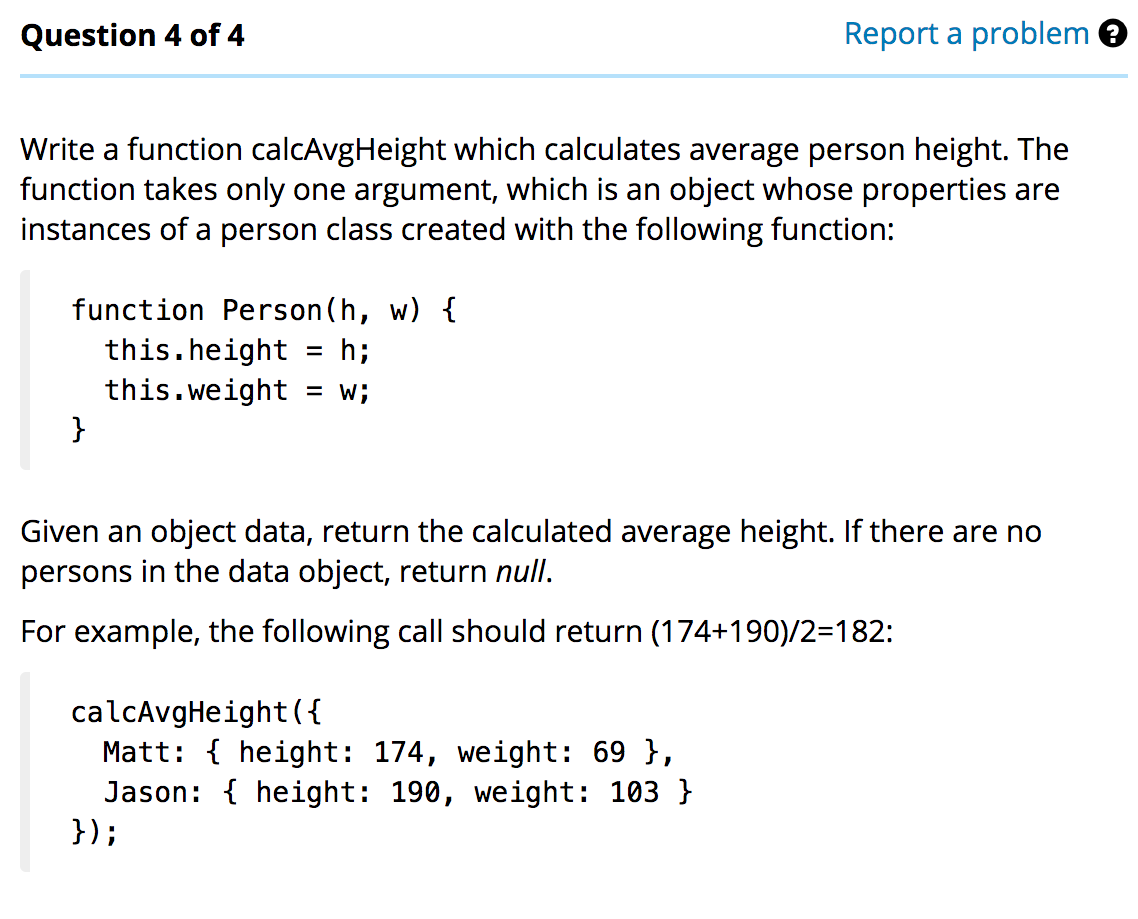 Question 4 of 4
Report a problem ?
Write a function calcAvgHeight which calculates average person height. The
function takes only one argument, which is an object whose properties are
instances of a person class created with the following function:
function Person(h, w) {
  this.height = h;
  this.weight = w;
}
Given an object data, return the calculated average height. If there are no
persons in the data object, return null.
For example, the following call should return (174+190)/2=182:
calcAvgHeight({
  Matt: { height: 174, weight: 69 },
  Jason: { height: 190, weight: 103 }
});